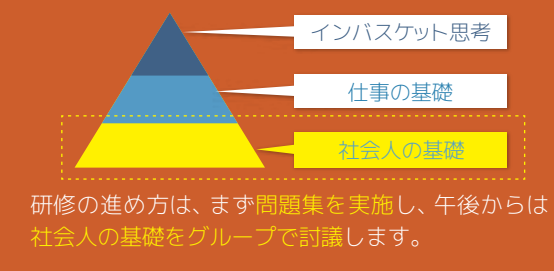 インバスケット思考
仕事の基礎
社会人の基礎
研修の進め方は、まず問題集を実施し、午後からは
社会人の基礎をグループで討議します。